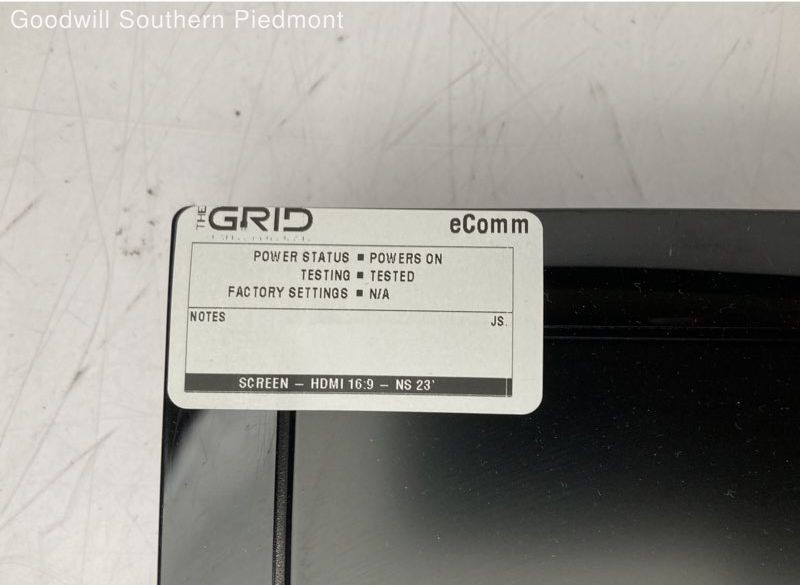 Goodwill Southern Piedmont
THE GRID eComm
POWER STATUS ▪ POWERS ON
TESTING ▪ TESTED
FACTORY SETTINGS ▪ N/A
NOTES JS.
SCREEN – HDMI 16:9 – NS 23'